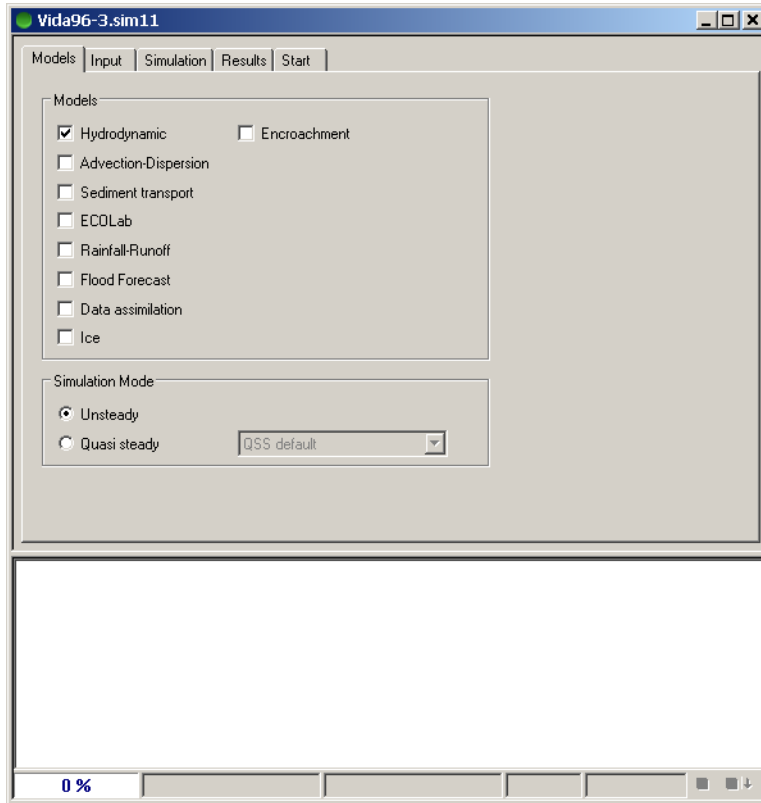 Vida96-3.sim11
Models Input Simulation Results Start
Models
Hydrodynamic Encroachment
Advection-Dispersion
Sediment transport
ECOLab
Rainfall-Runoff
Flood Forecast
Data assimilation
Ice
Simulation Mode
Unsteady
Quasi steady QSS default
0 %